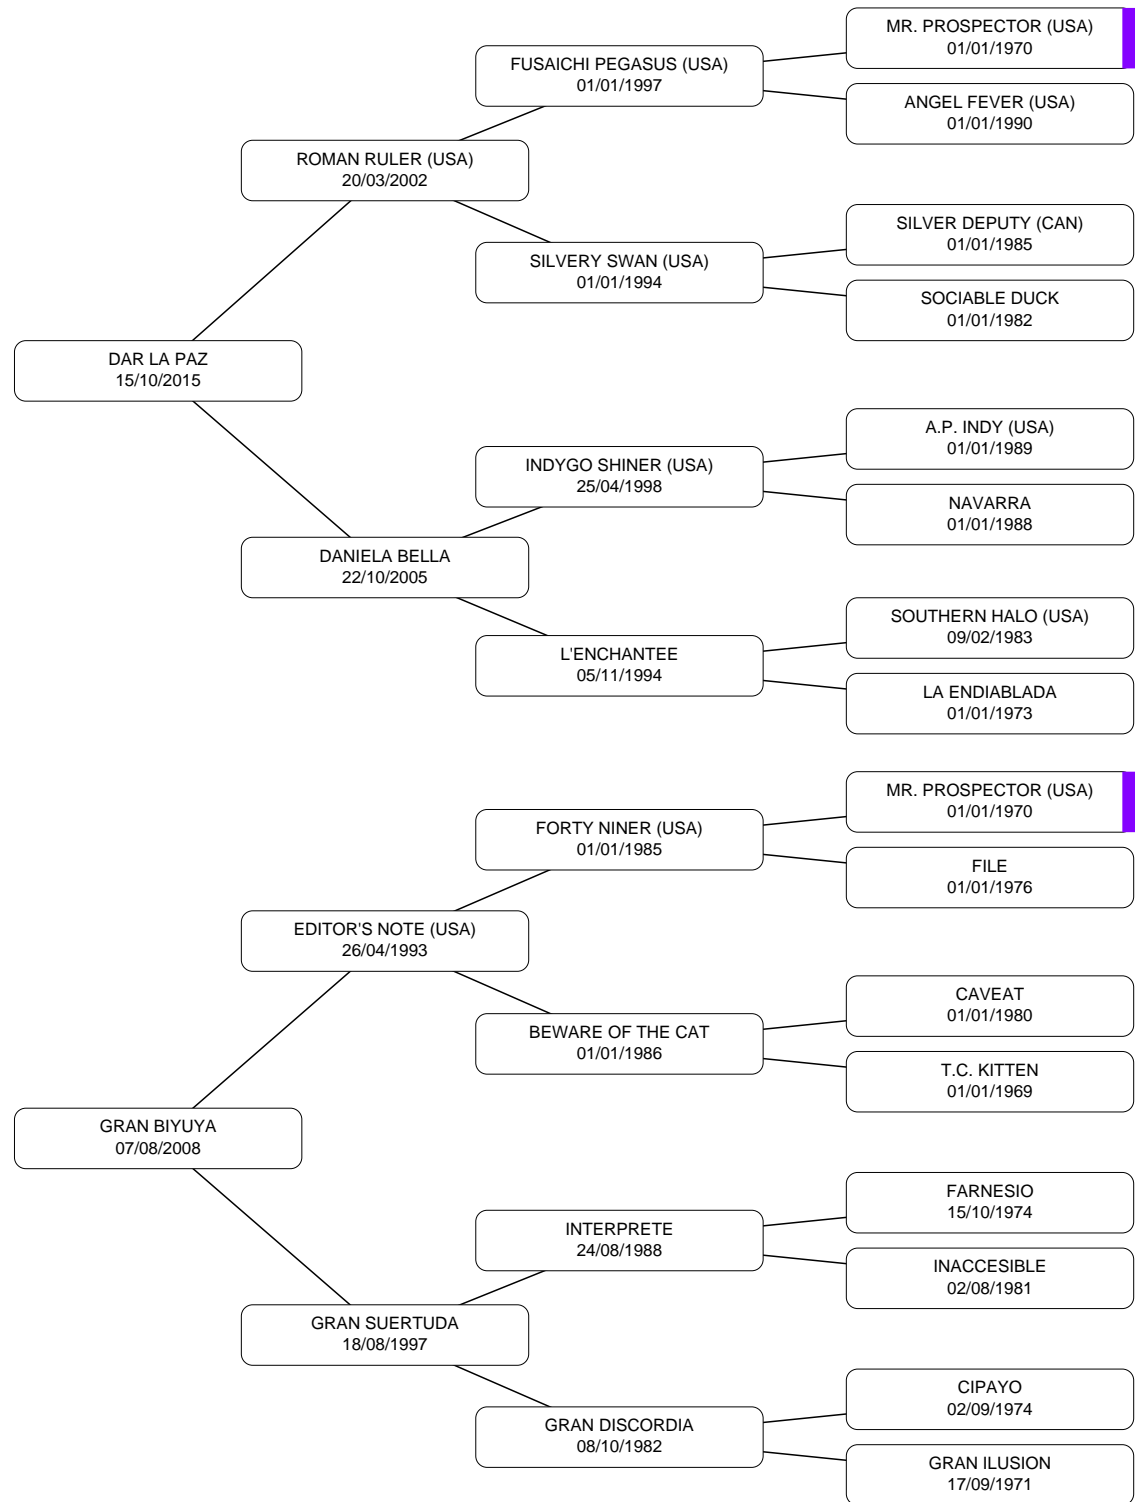 MR. PROSPECTOR (USA)
01/01/1970
FUSAICHI PEGASUS (USA)
01/01/1997
ANGEL FEVER (USA)
01/01/1990
ROMAN RULER (USA)
20/03/2002
SILVER DEPUTY (CAN)
01/01/1985
SILVERY SWAN (USA)
01/01/1994
SOCIABLE DUCK
01/01/1982
DAR LA PAZ
15/10/2015
A.P. INDY (USA)
01/01/1989
INDYGO SHINER (USA)
25/04/1998
NAVARRA
01/01/1988
DANIELA BELLA
22/10/2005
SOUTHERN HALO (USA)
09/02/1983
L'ENCHANTEE
05/11/1994
LA ENDIABLADA
01/01/1973
MR. PROSPECTOR (USA)
01/01/1970
FORTY NINER (USA)
01/01/1985
FILE
01/01/1976
EDITOR'S NOTE (USA)
26/04/1993
CAVEAT
01/01/1980
BEWARE OF THE CAT
01/01/1986
T.C. KITTEN
01/01/1969
GRAN BIYUYA
07/08/2008
FARNESIO
15/10/1974
INTERPRETE
24/08/1988
INACCESIBLE
02/08/1981
GRAN SUERTUDA
18/08/1997
CIPAYO
02/09/1974
GRAN DISCORDIA
08/10/1982
GRAN ILUSION
17/09/1971